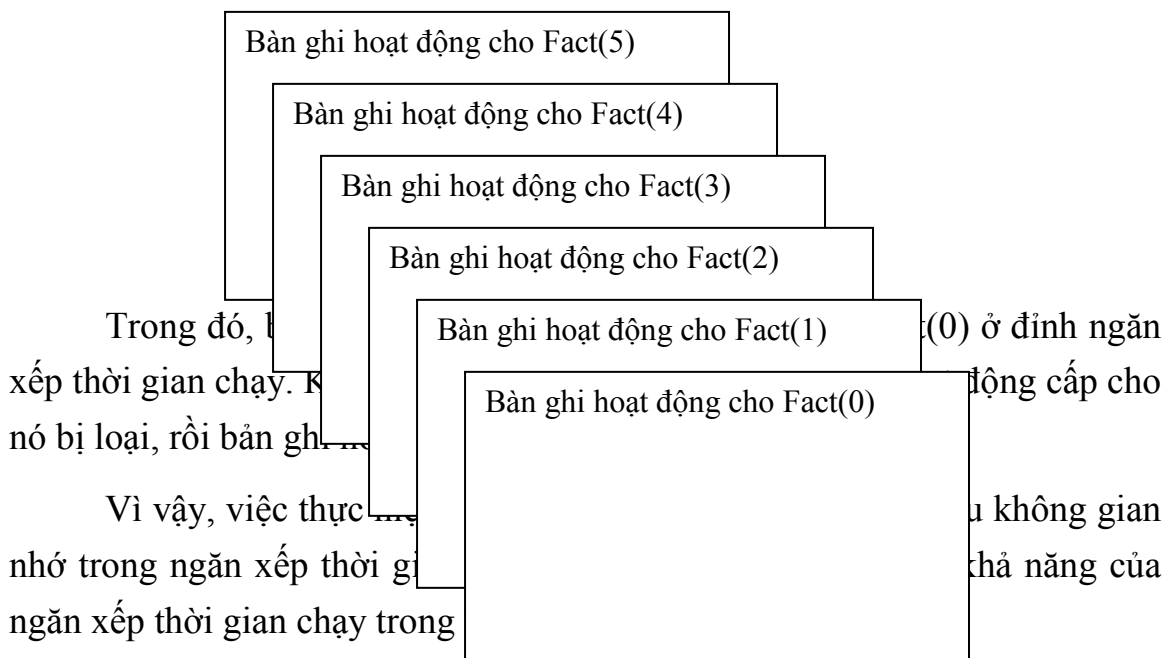 Bàn ghi hoạt động cho Fact(5)
Bàn ghi hoạt động cho Fact(4)
Bàn ghi hoạt động cho Fact(3)
Bàn ghi hoạt động cho Fact(2)
Bàn ghi hoạt động cho Fact(1)
Bàn ghi hoạt động cho Fact(0)
Trong đó, (0) ở đỉnh ngăn
xếp thời gian chạy. động cấp cho
nó bị loại, rồi bản
Vì vậy, việc thực không gian
nhớ trong ngăn xếp thời khả năng của
ngăn xếp thời gian chạy trong